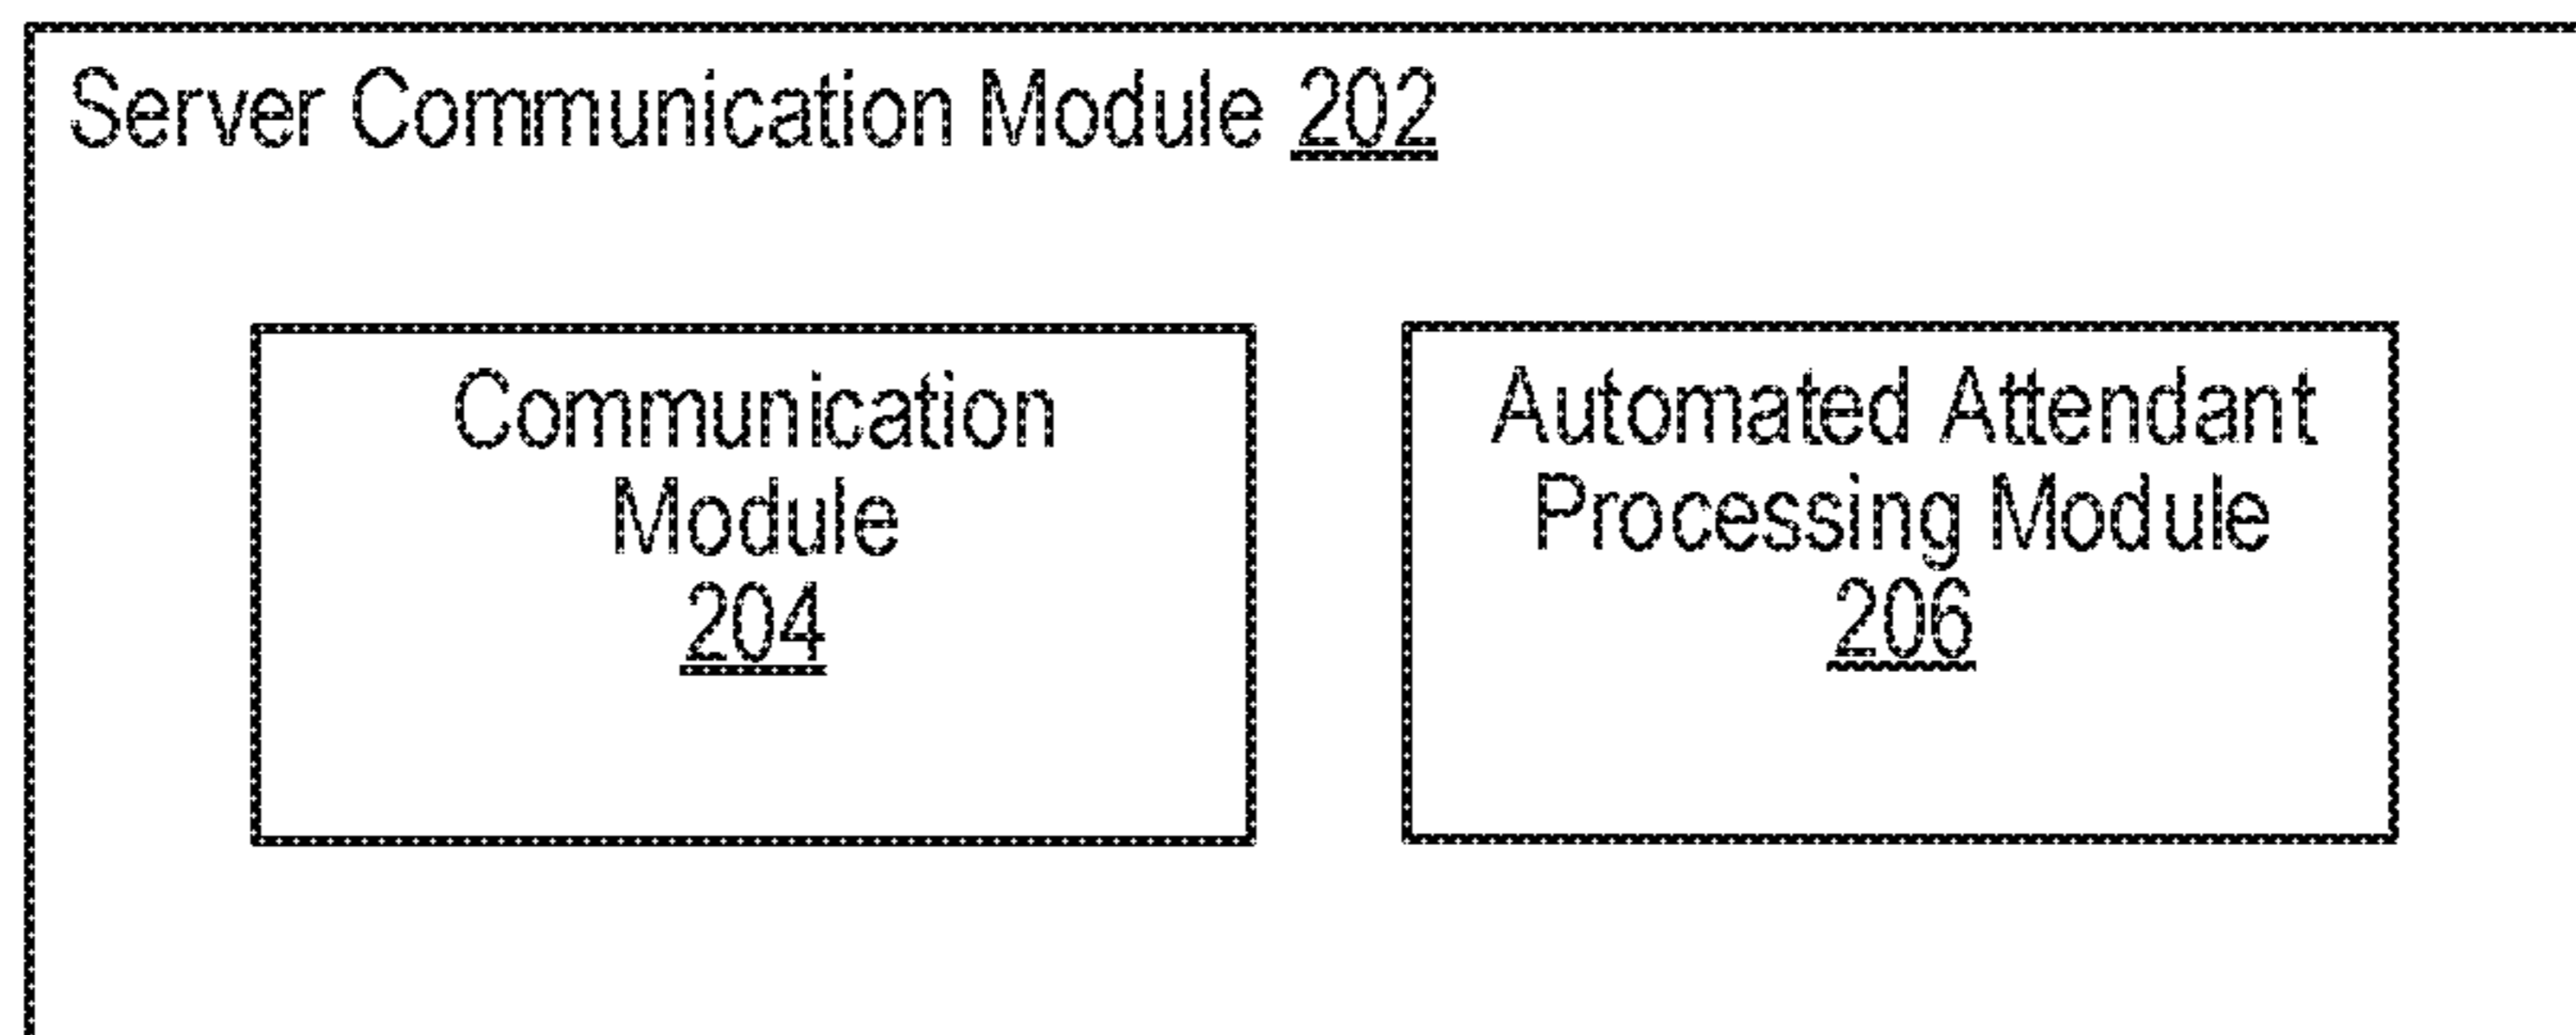 Server Communication Module 202
Communication
Module
204
Automated Attendant
Processing Module
206